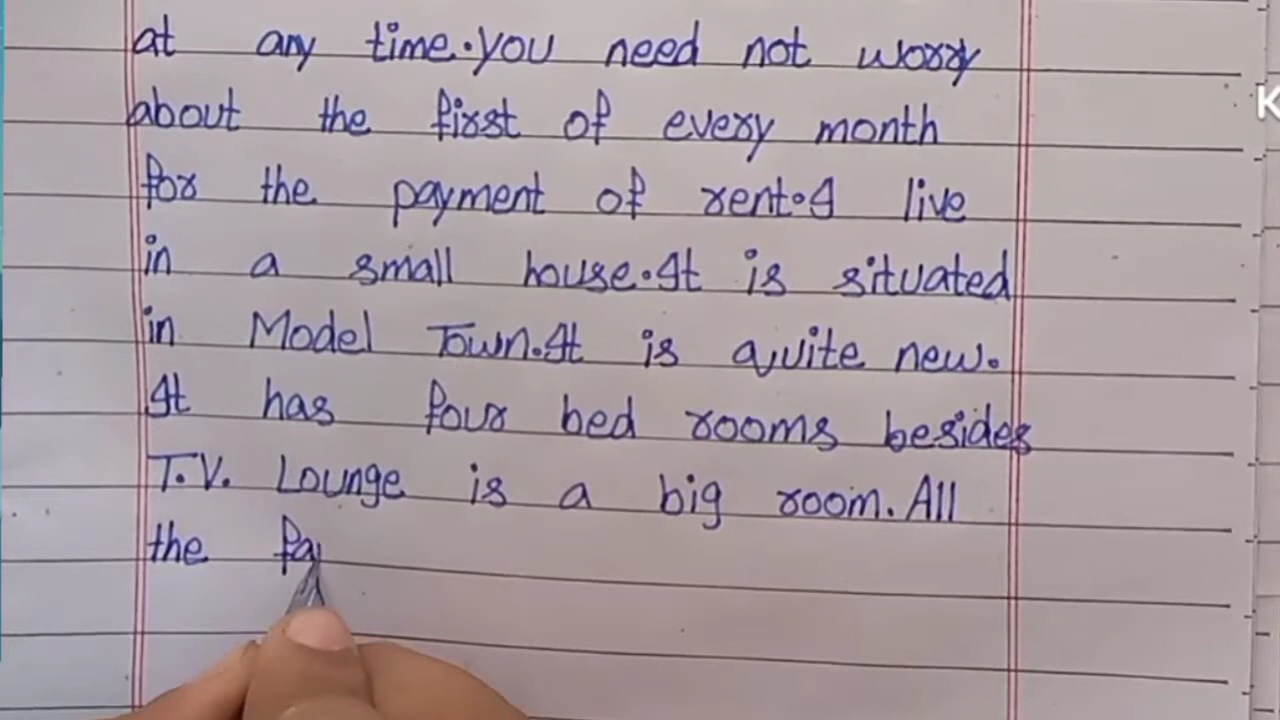 at any time.you need not worry
about the first of every month
for the payment of rent.I live
in a small house.It is situated
in Model Town.It is quite new.
It has four bed rooms besides
T.V. Lounge is a big room.All
the fa
K